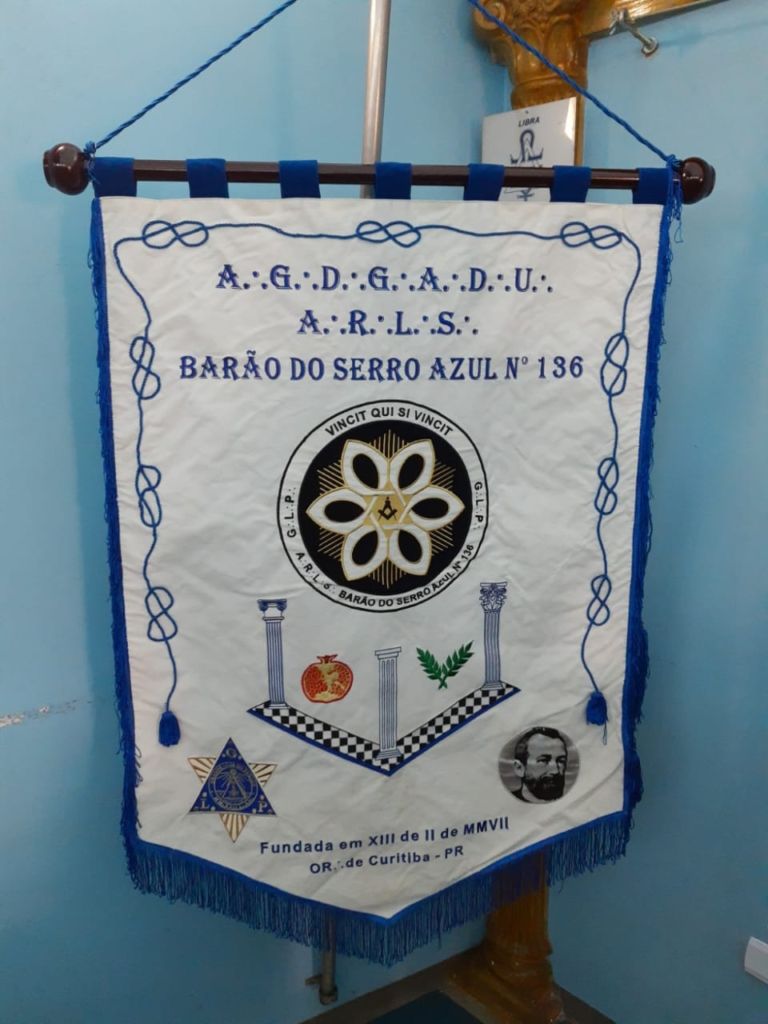 LIBRA
A∴G∴D∴G∴A∴D∴U∴
A∴R∴L∴S∴
BARÃO DO SERRO AZUL Nº 136
VINCIT QUI SI VINCIT
G∴L∴P∴
G∴L∴P∴
A∴R∴L∴S∴ BARÃO DO SERRO AZUL Nº 136
G
L P
Fundada em XIII de II de MMVII
OR∴de Curitiba - PR